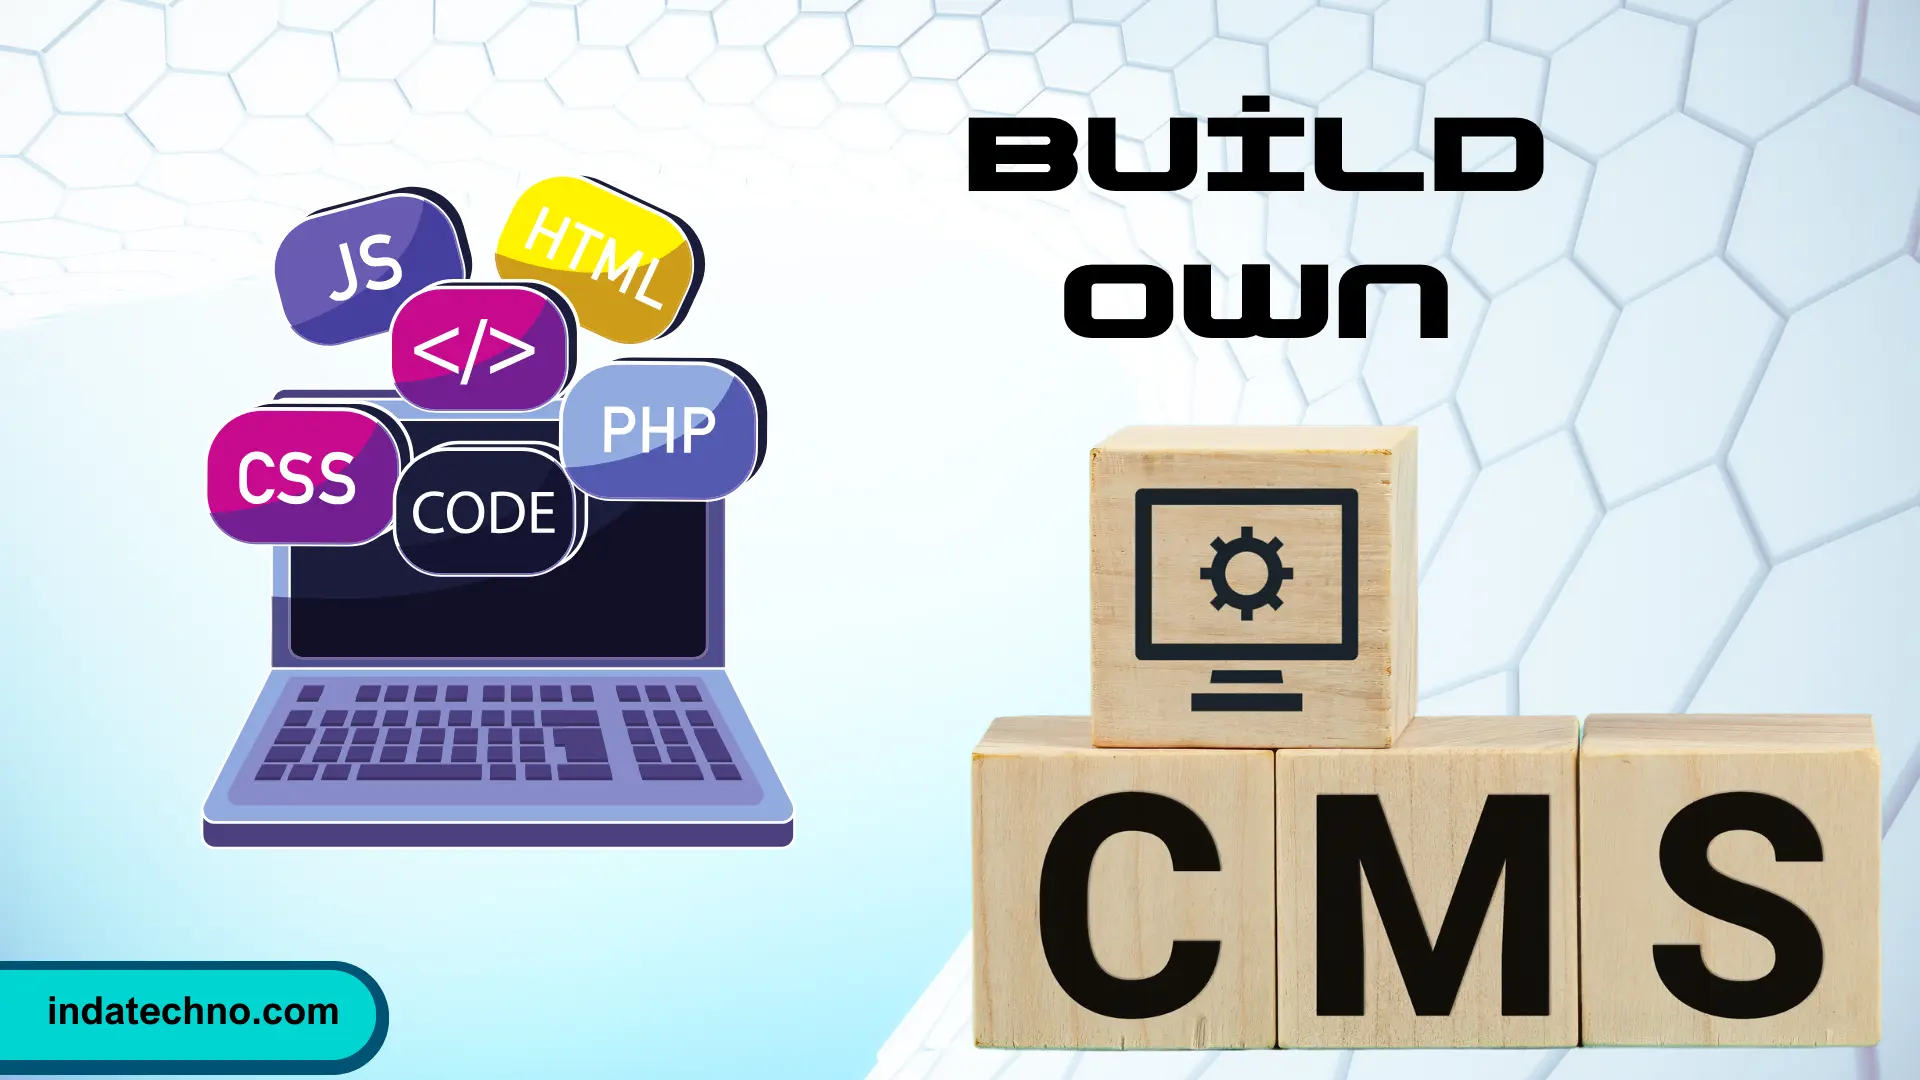 BUİLD
OWN
JS
HTML
</>
PHP
CSS
CODE
CMS
indatechno.com